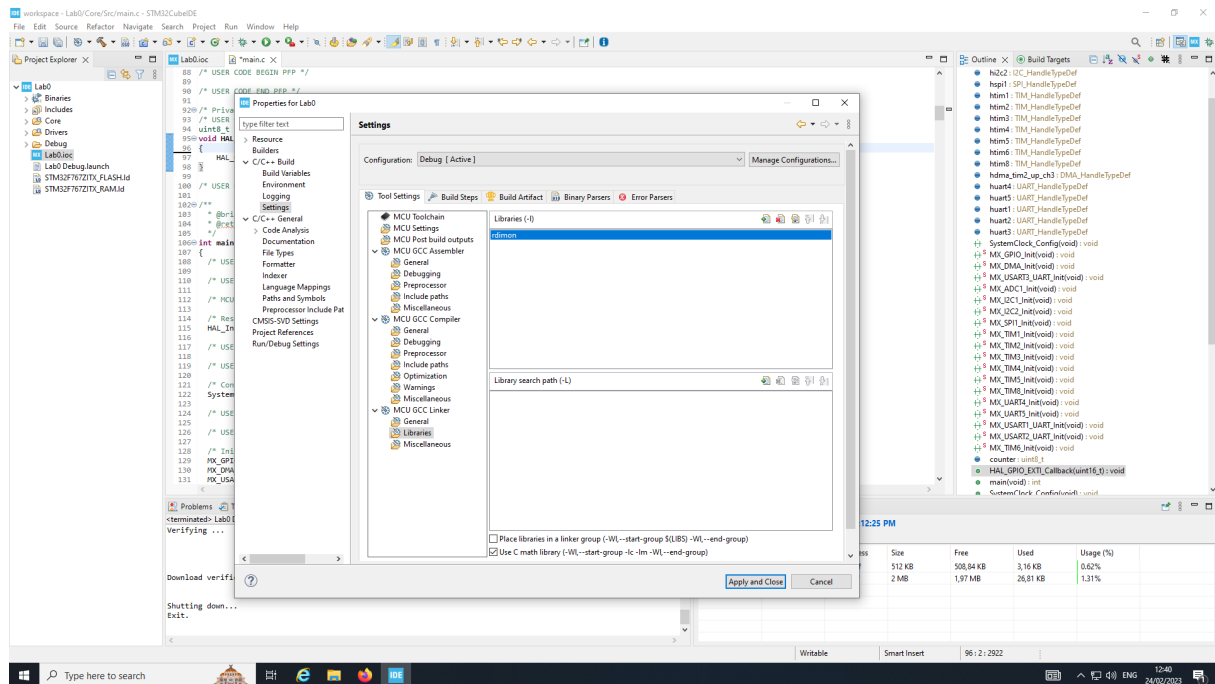 workspace - Lab0/Core/Src/main.c - STM32CubeIDE
File Edit Source Refactor Navigate Search Project Run Window Help
Project Explorer
Lab0
Binaries
Includes
Core
Drivers
Debug
Lab0.ioc
Lab0 Debug.launch
STM32F767ZITX_FLASH.ld
STM32F767ZITX_RAM.ld
Lab0.ioc
*main.c
88 /* USER CODE BEGIN PFP */
89
90 /* USER CODE END PFP */
91
92 /* Priva
93 /* USER
94 uint8_t
95 void HAL
96 {
97 HAL_
98 }
99
100 /* USER
101
102 /**
103 * @bri
104 * @ret
105 */
106 int main
107 {
108 /* USE
109
110 /* USE
111
112 /* MCU
113
114 /* Res
115 HAL_In
116
117 /* USE
118
119 /* USE
120
121 /* Con
122 System
123
124 /* USE
125
126 /* USE
127
128 /* Ini
129 MX_GPI
130 MX_DMA
131 MX_USA
Properties for Lab0
type filter text
Resource
Builders
C/C++ Build
Build Variables
Environment
Logging
Settings
C/C++ General
Code Analysis
Documentation
File Types
Formatter
Indexer
Language Mappings
Paths and Symbols
Preprocessor Include Pat
CMSIS-SVD Settings
Project References
Run/Debug Settings
Settings
Configuration: Debug [ Active ]
Manage Configurations...
Tool Settings Build Steps Build Artifact Binary Parsers Error Parsers
MCU Toolchain
MCU Settings
MCU Post build outputs
MCU GCC Assembler
General
Debugging
Preprocessor
Include paths
Miscellaneous
MCU GCC Compiler
General
Debugging
Preprocessor
Include paths
Optimization
Warnings
Miscellaneous
MCU GCC Linker
General
Libraries
Miscellaneous
Libraries (-l)
rdimon
Library search path (-L)
Place libraries in a linker group (-Wl,--start-group $(LIBS) -Wl,--end-group)
Use C math library (-Wl,--start-group -lc -lm -Wl,--end-group)
Apply and Close
Cancel
Outline
Build Targets
hi2c2 : I2C_HandleTypeDef
hspi1 : SPI_HandleTypeDef
htim1 : TIM_HandleTypeDef
htim2 : TIM_HandleTypeDef
htim3 : TIM_HandleTypeDef
htim4 : TIM_HandleTypeDef
htim5 : TIM_HandleTypeDef
htim6 : TIM_HandleTypeDef
htim8 : TIM_HandleTypeDef
hdma_tim2_up_ch3 : DMA_HandleTypeDef
huart4 : UART_HandleTypeDef
huart5 : UART_HandleTypeDef
huart1 : UART_HandleTypeDef
huart2 : UART_HandleTypeDef
huart3 : UART_HandleTypeDef
SystemClock_Config(void) : void
MX_GPIO_Init(void) : void
MX_DMA_Init(void) : void
MX_USART3_UART_Init(void) : void
MX_ADC1_Init(void) : void
MX_I2C1_Init(void) : void
MX_I2C2_Init(void) : void
MX_SPI1_Init(void) : void
MX_TIM1_Init(void) : void
MX_TIM2_Init(void) : void
MX_TIM3_Init(void) : void
MX_TIM4_Init(void) : void
MX_TIM5_Init(void) : void
MX_TIM8_Init(void) : void
MX_UART4_Init(void) : void
MX_UART5_Init(void) : void
MX_USART1_UART_Init(void) : void
MX_USART2_UART_Init(void) : void
MX_TIM6_Init(void) : void
counter : uint8_t
HAL_GPIO_EXTI_Callback(uint16_t) : void
main(void) : int
SystemClock_Config(void) : void
Problems
<terminated> Lab0 D
Verifying ...
Download verifi
Shutting down...
Exit.
:12:25 PM
ess Size Free Used Usage (%)
512 KB 508,84 KB 3,16 KB 0.62%
2 MB 1,97 MB 26,81 KB 1.31%
Writable
Smart Insert
96 : 2 : 2922
Type here to search
IDE
ENG
12:40
24/02/2023